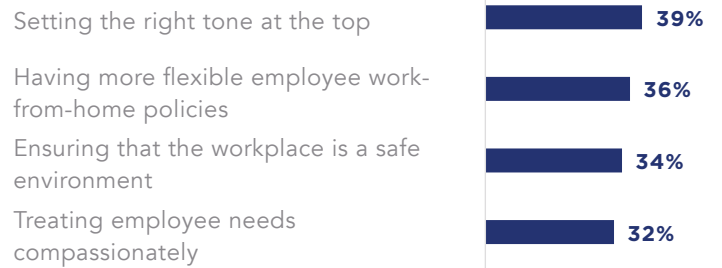 Setting the right tone at the top
39%
Having more flexible employee work-
from-home policies
36%
Ensuring that the workplace is a safe
environment
34%
Treating employee needs
compassionately
32%